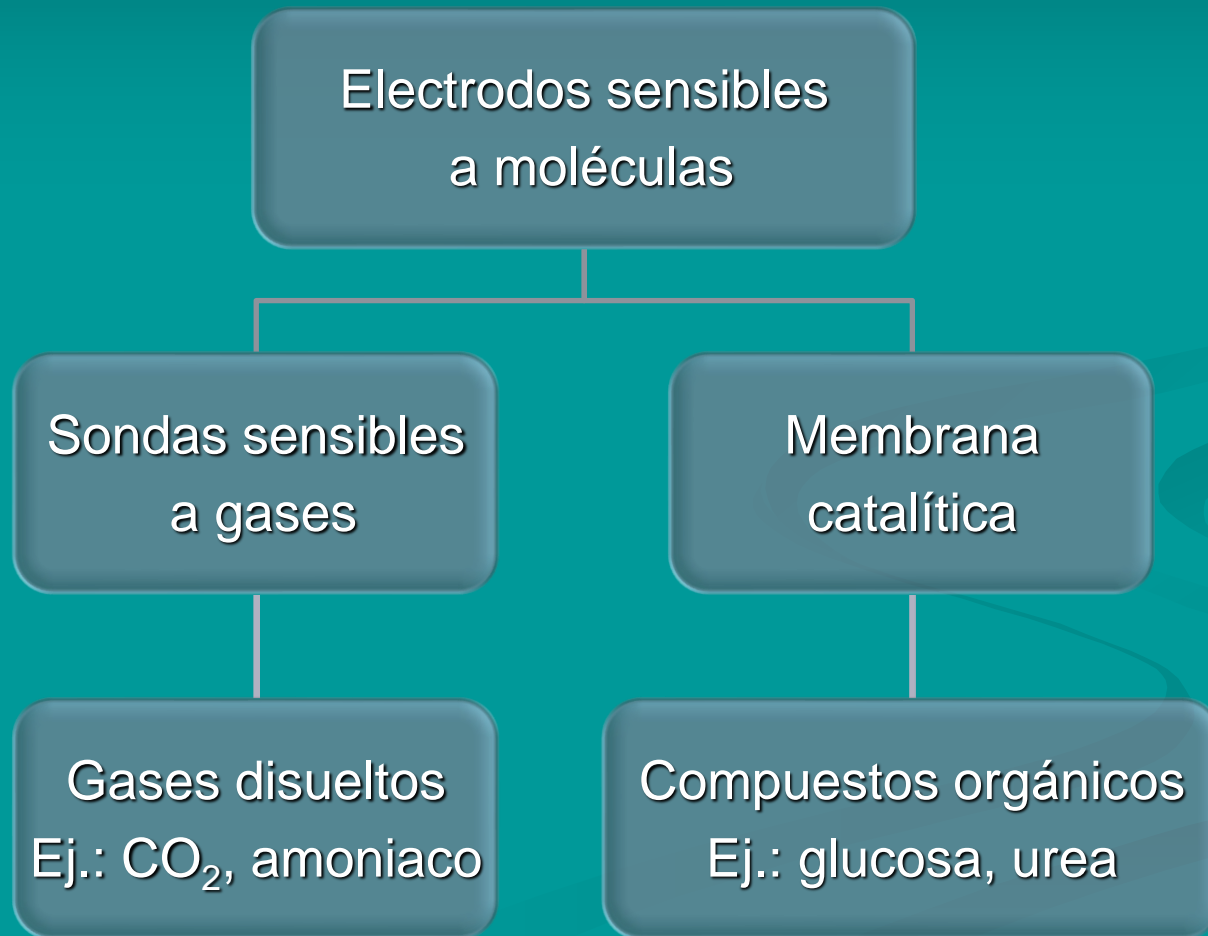 Electrodos sensibles
a moléculas
Sondas sensibles
a gases
Membrana
catalítica
Gases disueltos
Ej.: CO₂, amoniaco
Compuestos orgánicos
Ej.: glucosa, urea